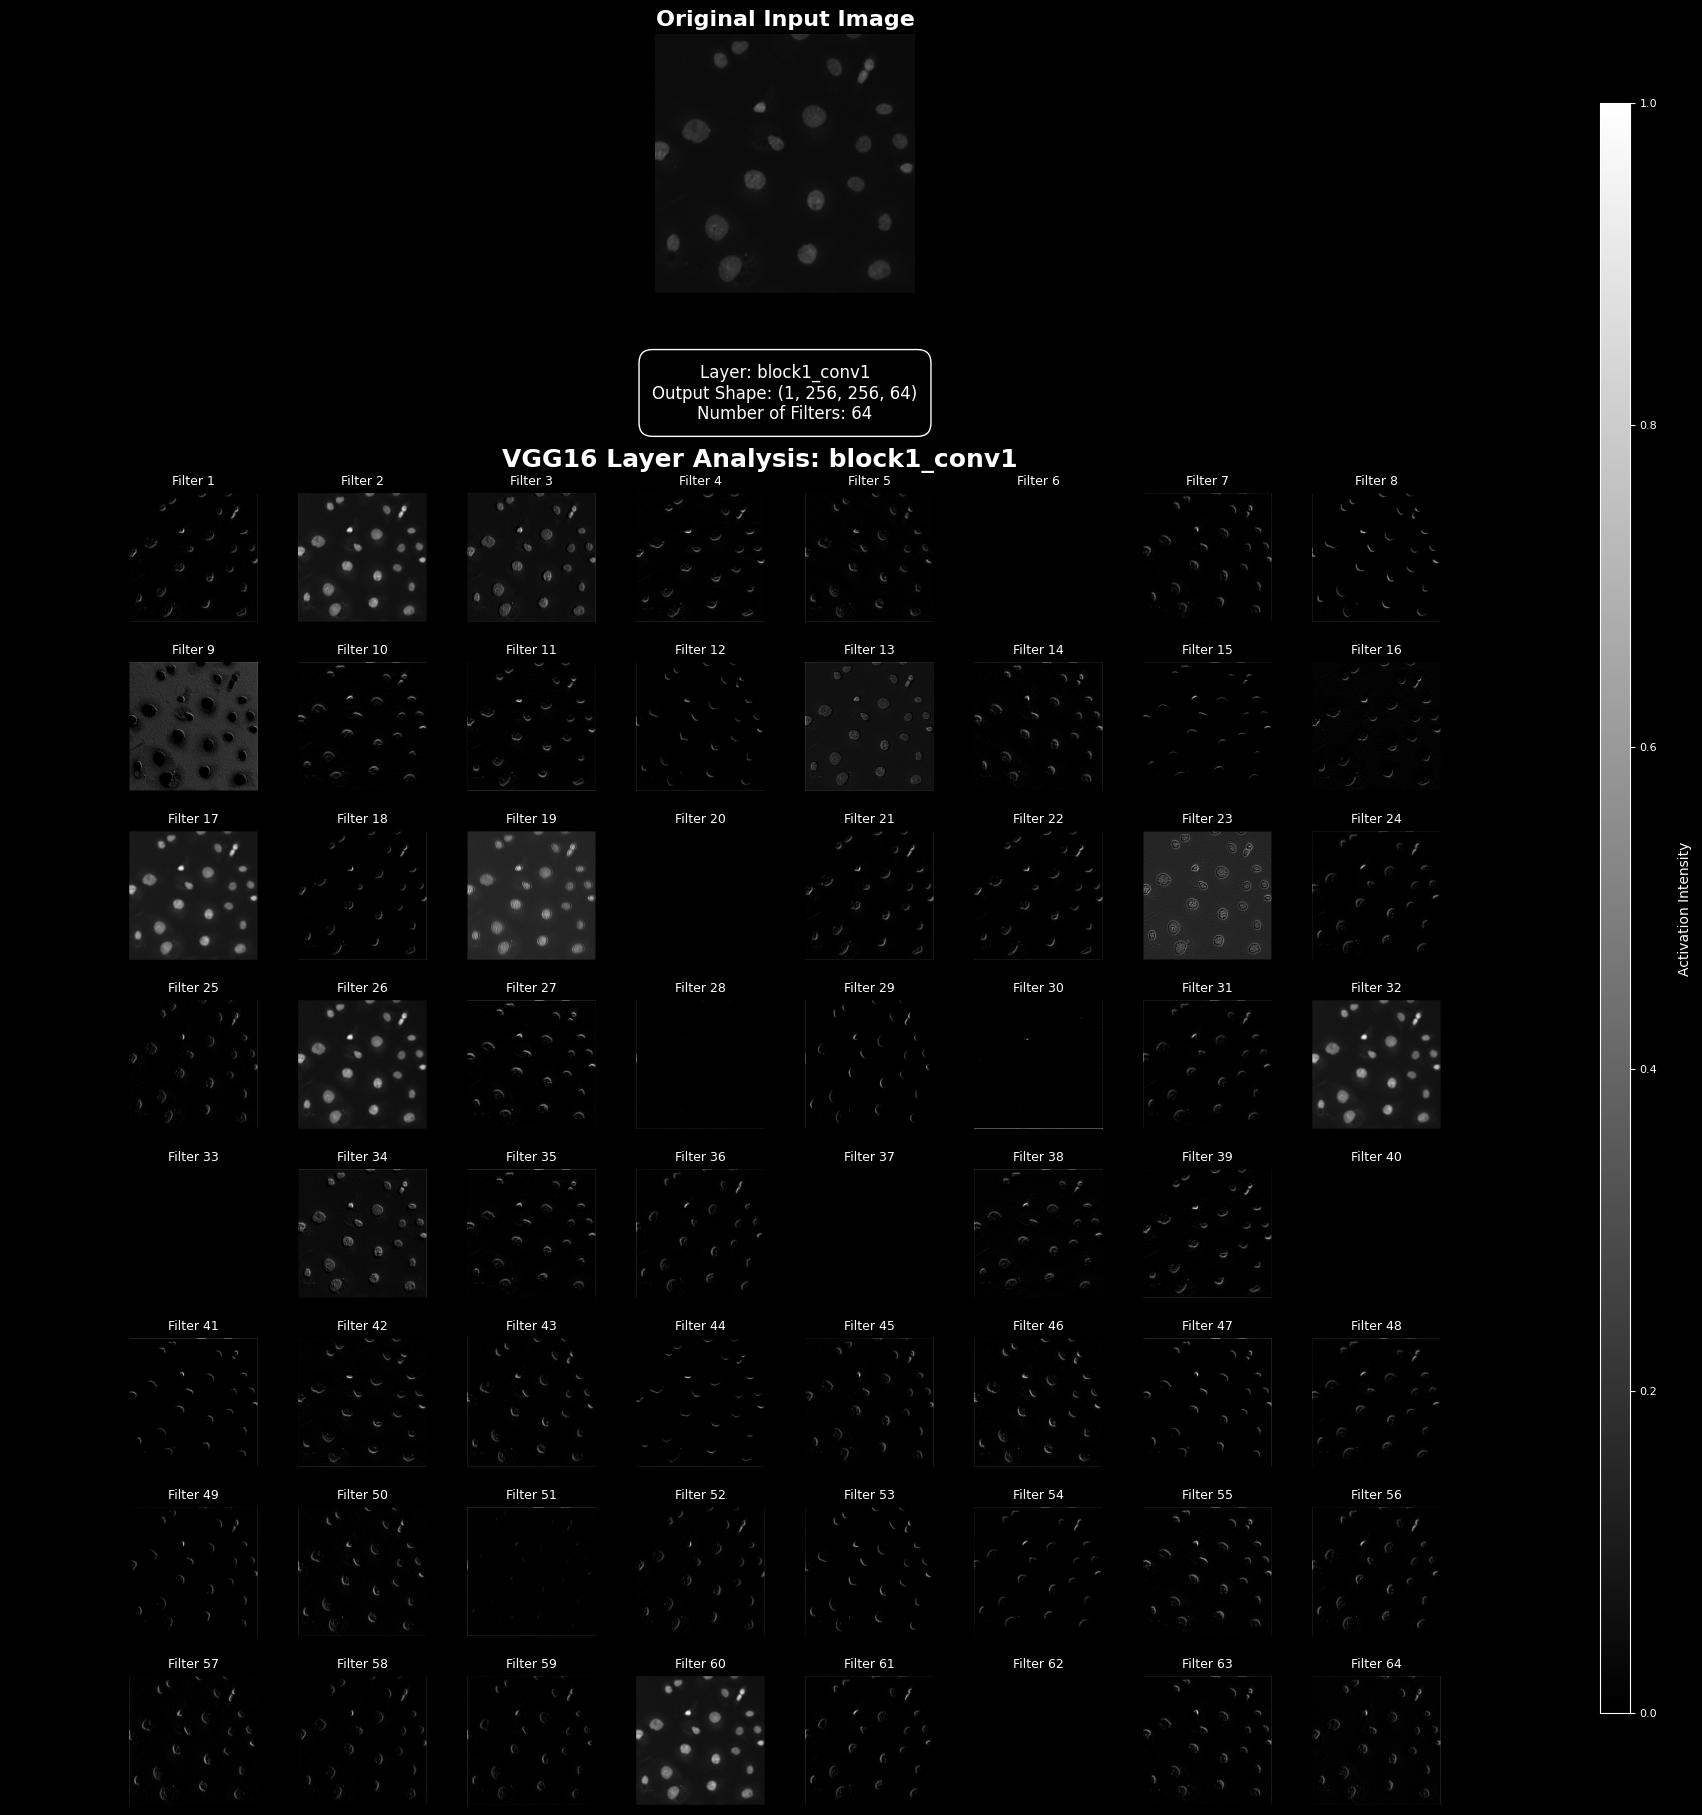 Original Input Image
Layer: block1_conv1
Output Shape: (1, 256, 256, 64)
Number of Filters: 64
VGG16 Layer Analysis: block1_conv1
Filter 1 Filter 2 Filter 3 Filter 4 Filter 5 Filter 6 Filter 7 Filter 8
Filter 9 Filter 10 Filter 11 Filter 12 Filter 13 Filter 14 Filter 15 Filter 16
Filter 17 Filter 18 Filter 19 Filter 20 Filter 21 Filter 22 Filter 23 Filter 24
Filter 25 Filter 26 Filter 27 Filter 28 Filter 29 Filter 30 Filter 31 Filter 32
Filter 33 Filter 34 Filter 35 Filter 36 Filter 37 Filter 38 Filter 39 Filter 40
Filter 41 Filter 42 Filter 43 Filter 44 Filter 45 Filter 46 Filter 47 Filter 48
Filter 49 Filter 50 Filter 51 Filter 52 Filter 53 Filter 54 Filter 55 Filter 56
Filter 57 Filter 58 Filter 59 Filter 60 Filter 61 Filter 62 Filter 63 Filter 64
1.0
0.8
0.6
0.4
0.2
0.0
Activation Intensity